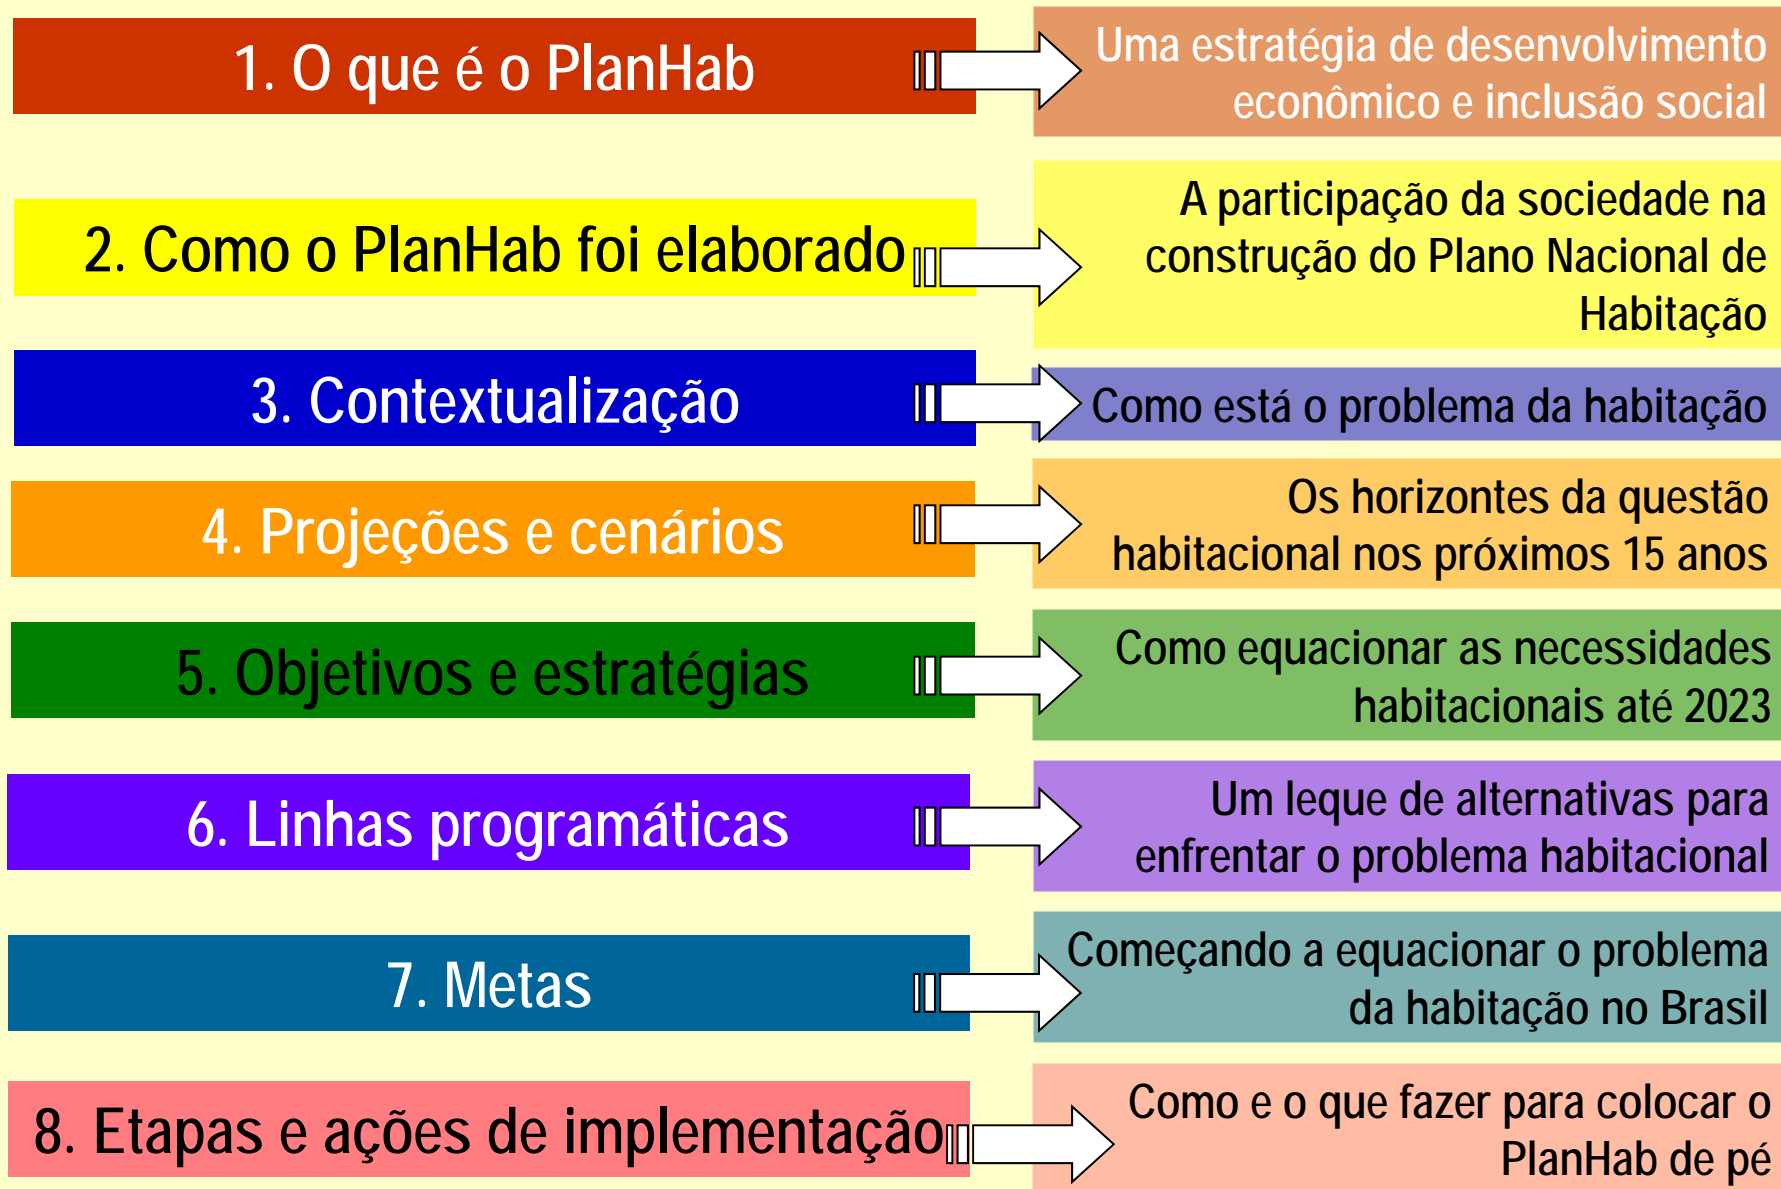 1. O que é o PlanHab
Uma estratégia de desenvolvimento
econômico e inclusão social
2. Como o PlanHab foi elaborado
A participação da sociedade na
construção do Plano Nacional de
Habitação
3. Contextualização
Como está o problema da habitação
4. Projeções e cenários
Os horizontes da questão
habitacional nos próximos 15 anos
5. Objetivos e estratégias
Como equacionar as necessidades
habitacionais até 2023
6. Linhas programáticas
Um leque de alternativas para
enfrentar o problema habitacional
7. Metas
Começando a equacionar o problema
da habitação no Brasil
8. Etapas e ações de implementação
Como e o que fazer para colocar o
PlanHab de pé